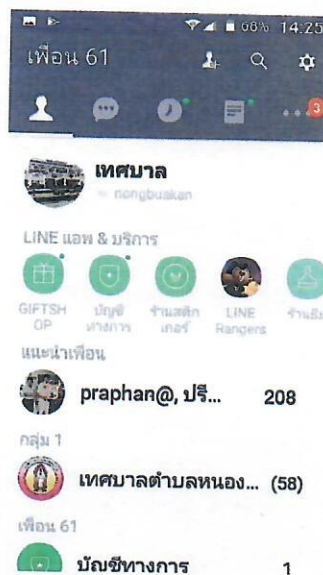 68% 14:25
เพื่อน 61
3
เทศบาล
nongbuakan
LINE แอพ & บริการ
GIFTSH
OP
บัญชี
ทางการ
ร้านสติก
เกอร์
LINE
Rangers
ร้านธีม
แนะนำเพื่อน
praphan@, ปรี... 208
กลุ่ม 1
เทศบาลตำบลหนอง... (58)
เพื่อน 61
บัญชีทางการ 1